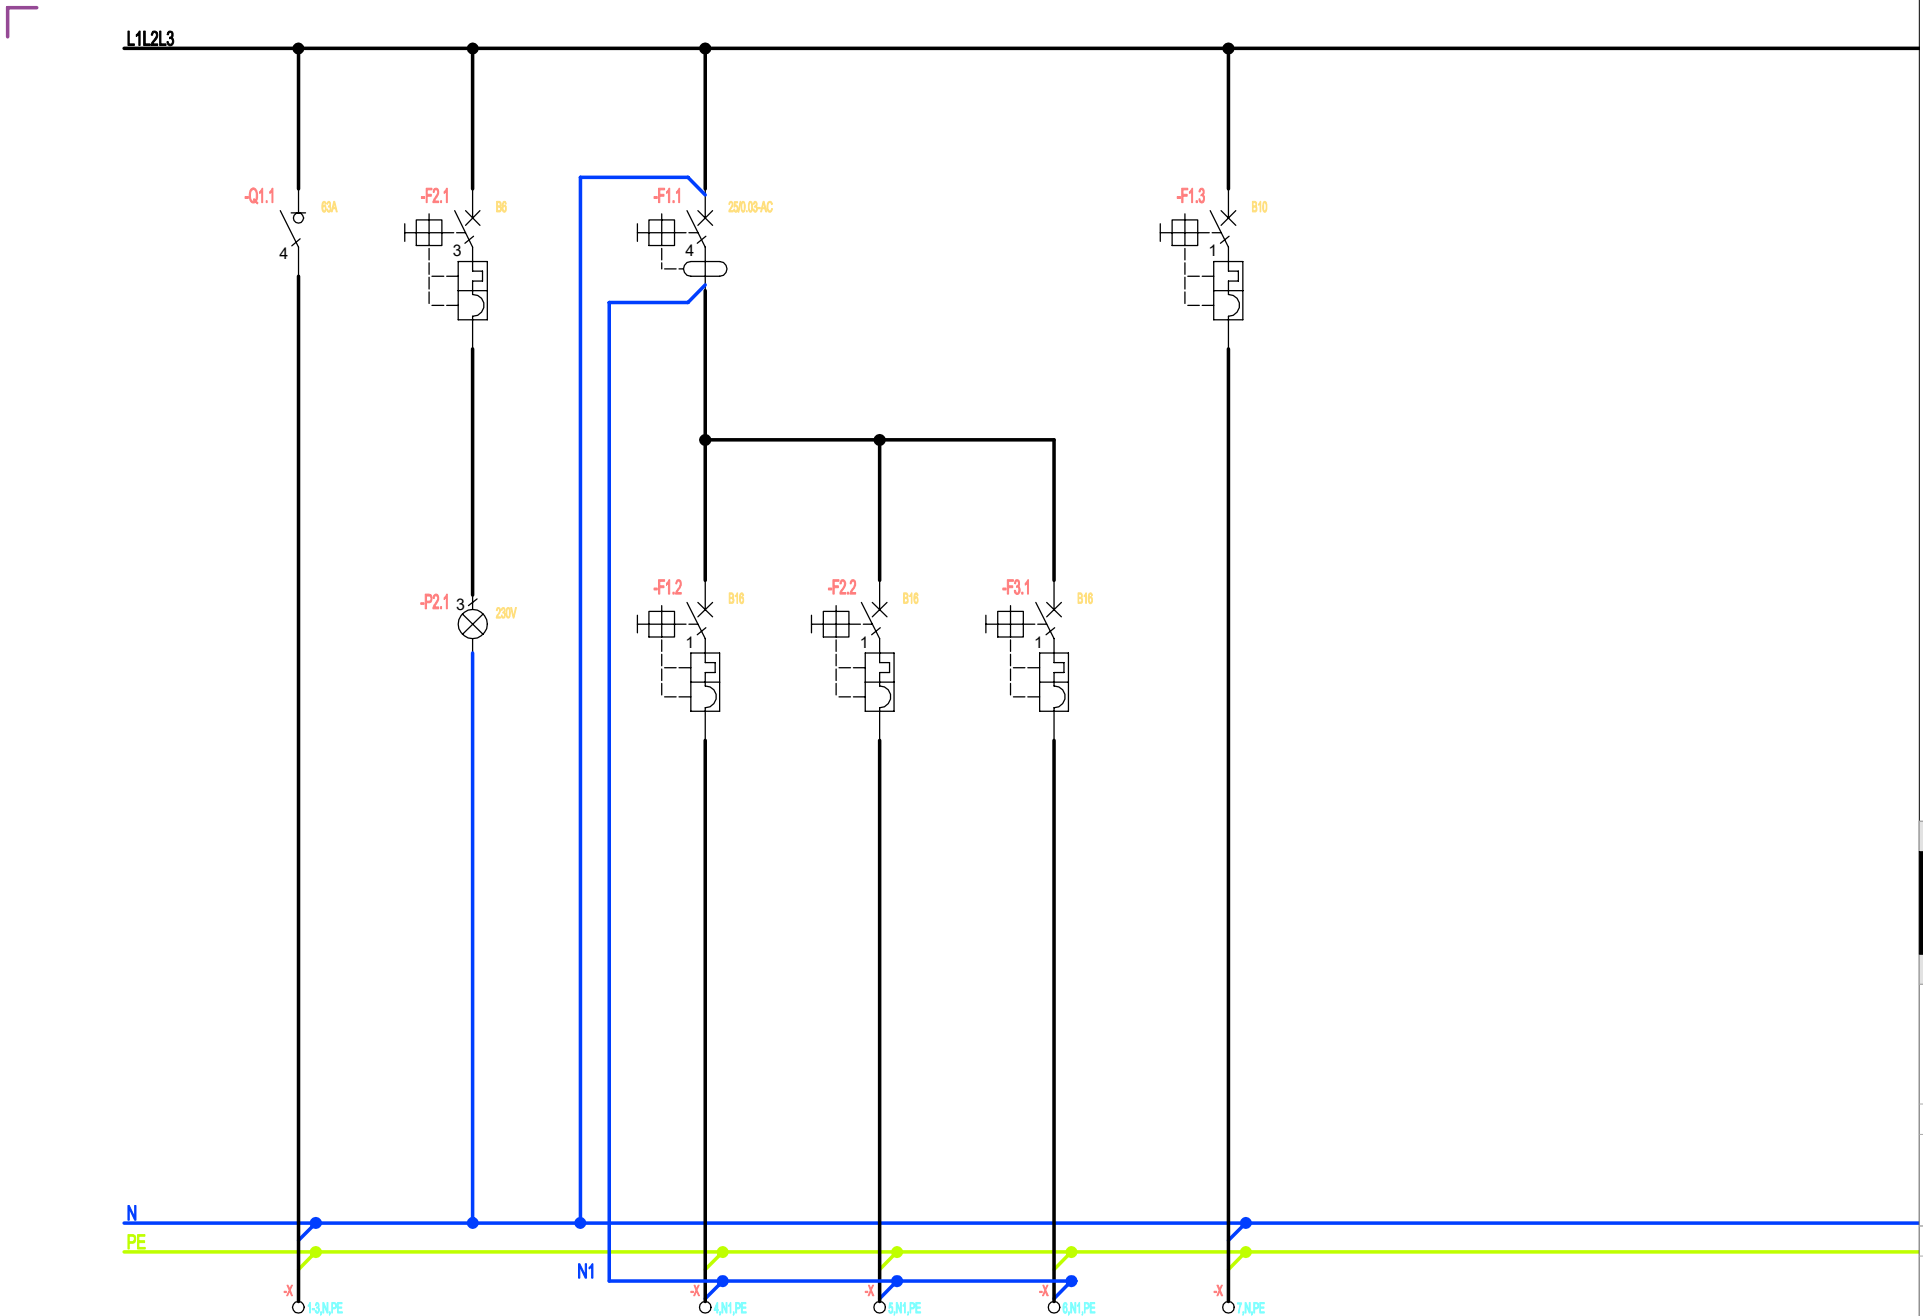 L1L2L3
-Q1.1 63A
4
-F2.1 B6
3
-F1.1 25/0.03-AC
4
-F1.3 B10
1
-P2.1 3 230V
-F1.2 B16
1
-F2.2 B16
1
-F3.1 B16
1
N
PE
N1
-X 1-3,N,PE
-X 4,N1,PE
-X 5,N1,PE
-X 6,N1,PE
-X 7,N,PE